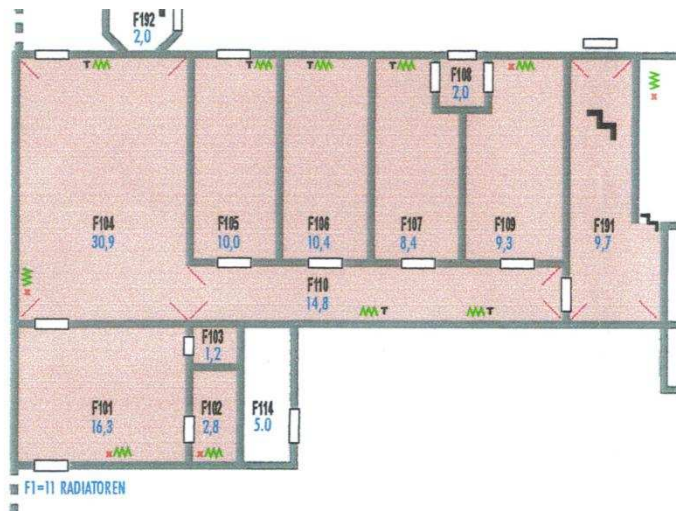 F192
2,0
T
T
T
T
F108
2,0
x
x
F104
30,9
F105
10,0
F106
10,4
F107
8,4
F109
9,3
F191
9,7
x
F110
14,8
T
T
F103
1,2
F101
16,3
F102
2,8
F114
5.0
x
x
F1=11 RADIATOREN